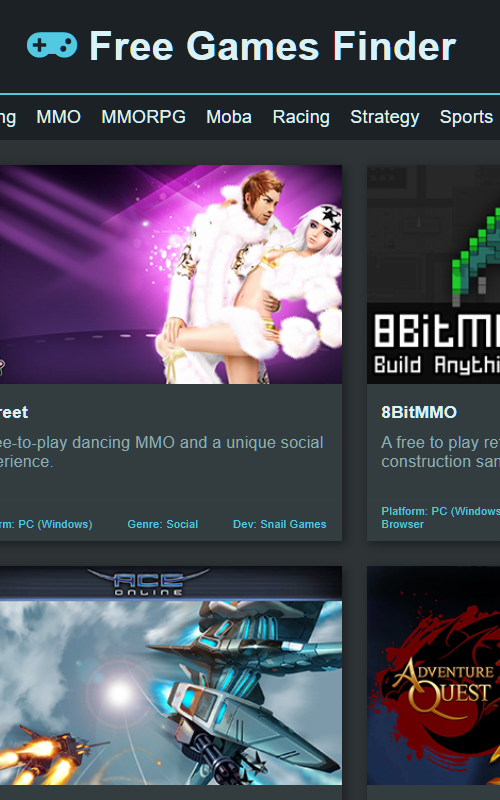 Free Games Finder
ng MMO MMORPG Moba Racing Strategy Sports
8BitMM
Build Anythi
reet
ee-to-play dancing MMO and a unique social
erience.
rm: PC (Windows) Genre: Social Dev: Snail Games
8BitMMO
A free to play re
construction san
Platform: PC (Windows
Browser
ACE
ONLINE
ADVENTURE
QUEST